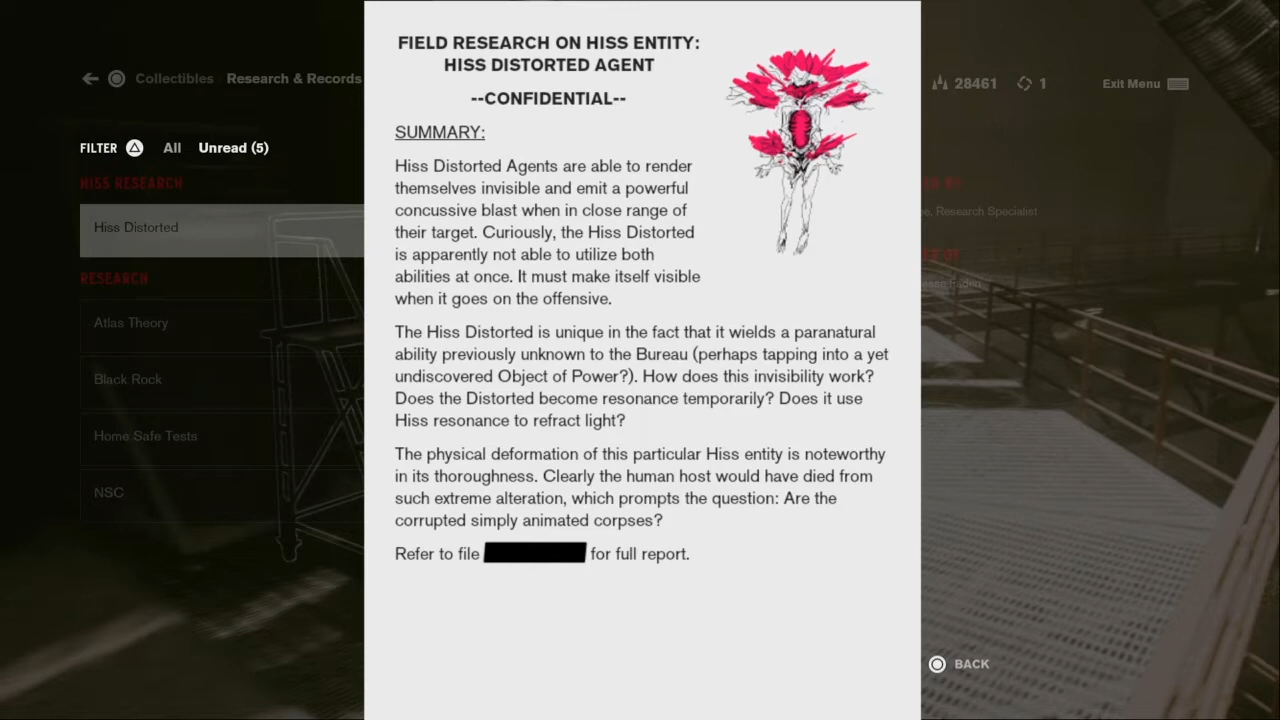 FIELD RESEARCH ON HISS ENTITY:
HISS DISTORTED AGENT
--CONFIDENTIAL--
SUMMARY:
Hiss Distorted Agents are able to render
themselves invisible and emit a powerful
concussive blast when in close range of
their target. Curiously, the Hiss Distorted
is apparently not able to utilize both
abilities at once. It must make itself visible
when it goes on the offensive.
The Hiss Distorted is unique in the fact that it wields a paranatural
ability previously unknown to the Bureau (perhaps tapping into a yet
undiscovered Object of Power?). How does this invisibility work?
Does the Distorted become resonance temporarily? Does it use
Hiss resonance to refract light?
The physical deformation of this particular Hiss entity is noteworthy
in its thoroughness. Clearly the human host would have died from
such extreme alteration, which prompts the question: Are the
corrupted simply animated corpses?
Refer to file for full report.
Collectibles Research & Records
FILTER All Unread (5)
HISS RESEARCH
Hiss Distorted
RESEARCH
Atlas Theory
Black Rock
Home Safe Tests
NSC
28461 1 Exit Menu
Research Specialist
Faden
BACK